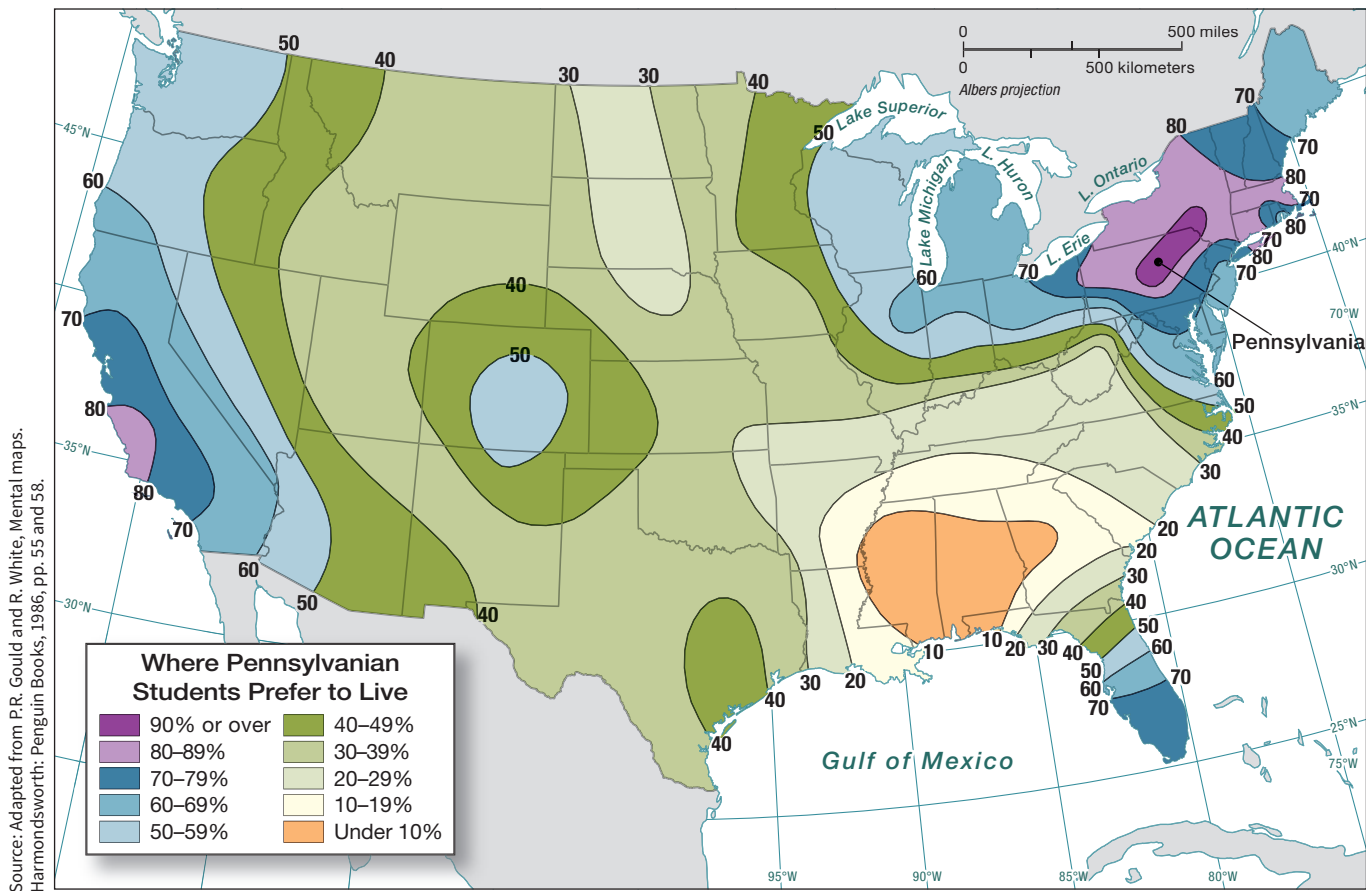 50
40
30
30
40
0
500 miles
0
500 kilometers
Albers projection
Lake Superior
50
Lake Michigan
L. Huron
L. Ontario
L. Erie
45°N
60
70
80
35°N
80
70
60
50
40
30°N
40
50
60
70
80
70
70
80
70
80
70
80
70
40°N
70°W
Pennsylvania
60
50
35°N
40
30
20
ATLANTIC
OCEAN
20
30
30°N
40
50
60
70
10
10
20
30
40
50
60
70
20
30
40
40
Gulf of Mexico
25°N
75°W
95°W
90°W
85°W
80°W
Where Pennsylvanian
Students Prefer to Live
90% or over
80–89%
70–79%
60–69%
50–59%
40–49%
30–39%
20–29%
10–19%
Under 10%
Source: Adapted from P.R. Gould and R. White, Mental maps.
Harmondsworth: Penguin Books, 1986, pp. 55 and 58.